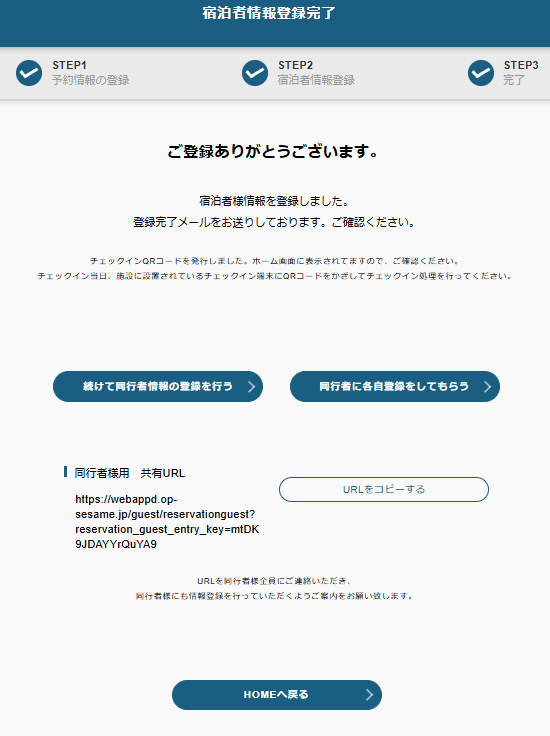 宿泊者情報登録完了
STEP1
予約情報の登録
STEP2
宿泊者情報登録
STEP3
完了
ご登録ありがとうございます。
宿泊者様情報を登録しました。
登録完了メールをお送りしております。ご確認ください。
チェックインQRコードを発行しました。ホーム画面に表示されてますので、ご確認ください。
チェックイン当日、施設に設置されているチェックイン端末にQRコードをかざしてチェックイン処理を行ってください。
続けて同行者情報の登録を行う
同行者に各自登録をしてもらう
同行者様用 共有URL
https://webappd.op-
sesame.jp/guest/reservationguest?
reservation_guest_entry_key=mtDK
9JDAYYrQuYA9
URLをコピーする
URLを同行者様全員にご連絡いただき、
同行者様にも情報登録を行っていただくようご案内をお願い致します。
HOMEへ戻る